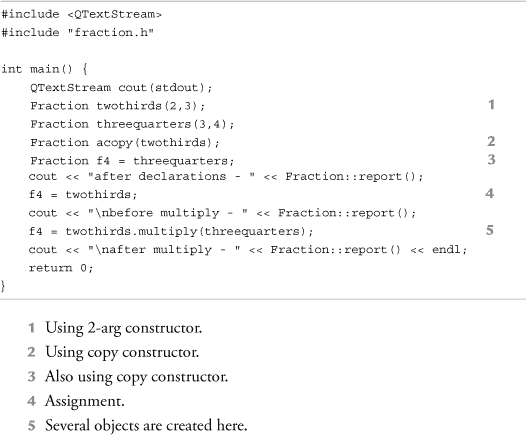 #include <QTextStream>
#include "fraction.h"
int main() {
QTextStream cout(stdout);
Fraction twothirds(2,3); 1
Fraction threequarters(3,4);
Fraction acopy(twothirds); 2
Fraction f4 = threequarters; 3
cout << "after declarations - " << Fraction::report();
f4 = twothirds; 4
cout << "\nbefore multiply - " << Fraction::report();
f4 = twothirds.multiply(threequarters); 5
cout << "\nafter multiply - " << Fraction::report() << endl;
return 0;
}
1 Using 2-arg constructor.
2 Using copy constructor.
3 Also using copy constructor.
4 Assignment.
5 Several objects are created here.